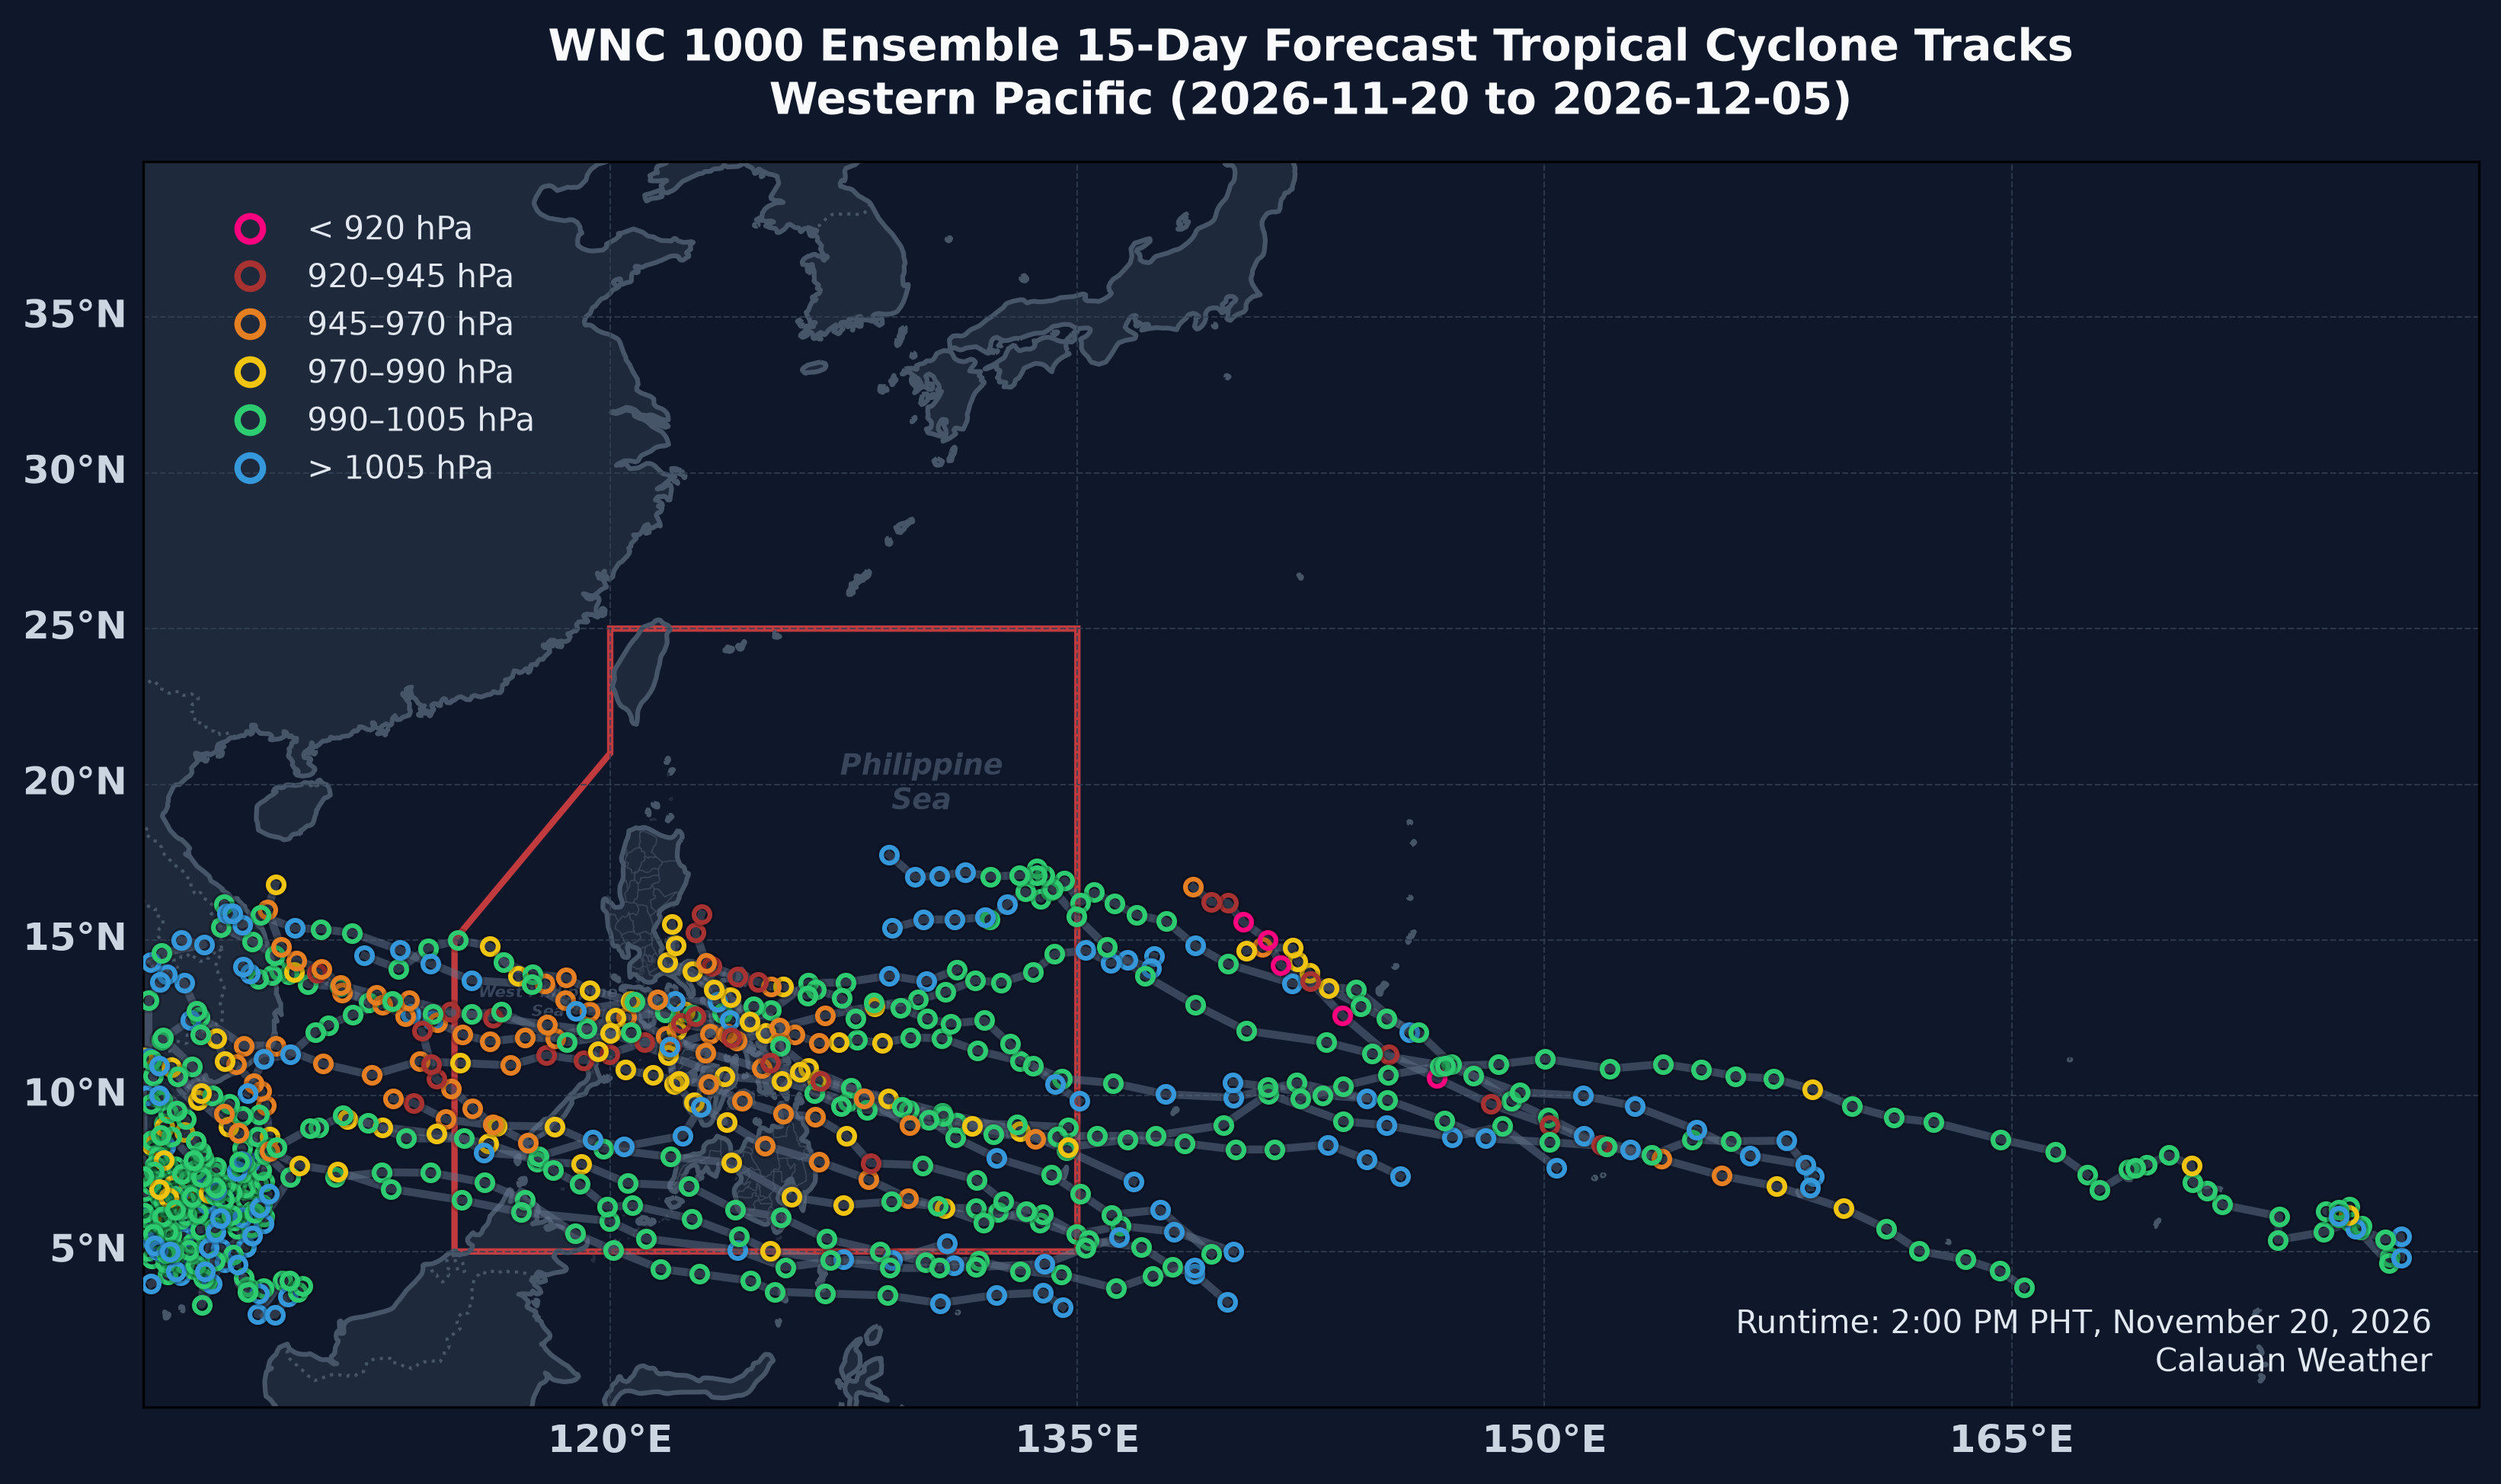 WNC 1000 Ensemble 15-Day Forecast Tropical Cyclone Tracks
Western Pacific (2026-11-20 to 2026-12-05)
< 920 hPa
920–945 hPa
945–970 hPa
970–990 hPa
990–1005 hPa
> 1005 hPa
35°N
30°N
25°N
20°N
15°N
10°N
5°N
Philippine
Sea
West
Sea
Runtime: 2:00 PM PHT, November 20, 2026
Calauan Weather
120°E
135°E
150°E
165°E